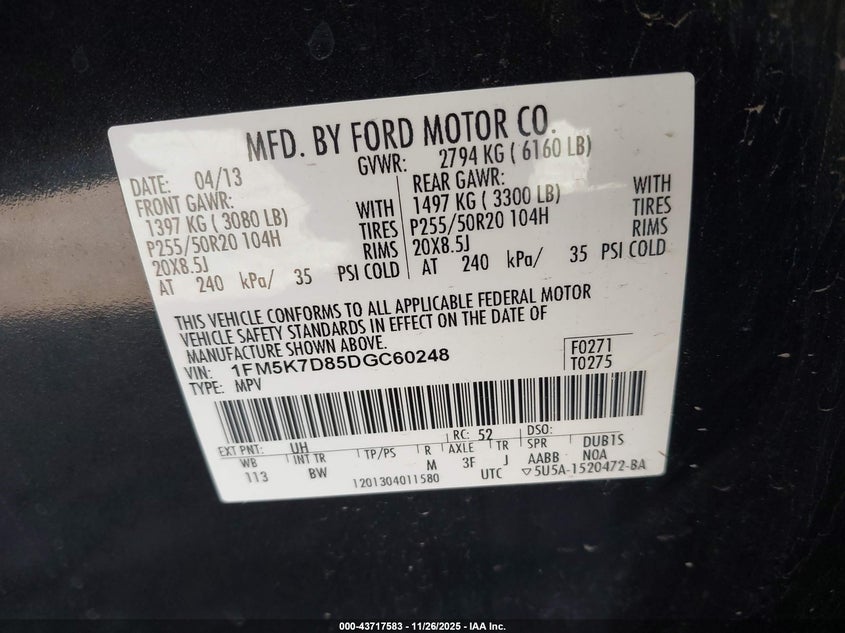 MFD. BY FORD MOTOR CO.
DATE: 04/13 GVWR: 2794 KG ( 6160 LB)
FRONT GAWR: REAR GAWR:
1397 KG ( 3080 LB) WITH 1497 KG ( 3300 LB) WITH
P255/50R20 104H TIRES P255/50R20 104H TIRES
20X8.5J RIMS 20X8.5J RIMS
AT 240 kPa/ 35 PSI COLD AT 240 kPa/ 35 PSI COLD
THIS VEHICLE CONFORMS TO ALL APPLICABLE FEDERAL MOTOR
VEHICLE SAFETY STANDARDS IN EFFECT ON THE DATE OF
MANUFACTURE SHOWN ABOVE.
VIN: 1FM5K7D85DGC60248 F0271
TYPE: MPV T0275
EXT PNT: UH RC: 52 DSO:
WB INT TR TP/PS R AXLE TR SPR DUB1S
113 BW M 3F J AABB NOA
1201304011580 UTC ▽5U5A-1520472-BA
000-43717583 - 11/26/2025 - IAA Inc.